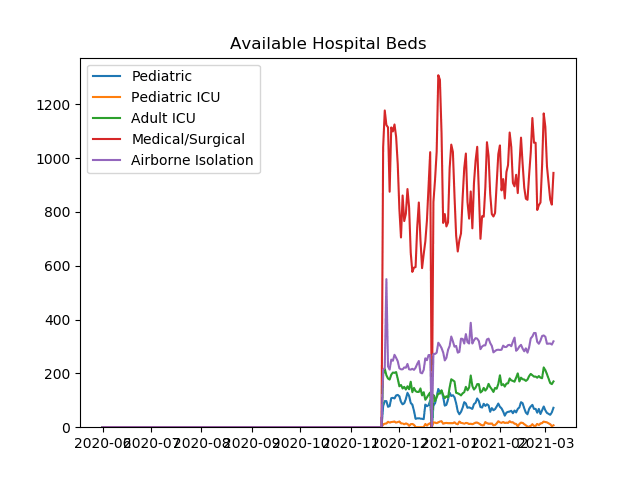 Available Hospital Beds
Pediatric
Pediatric ICU
Adult ICU
Medical/Surgical
Airborne Isolation
1200
1000
800
600
400
200
0
2020-06 2020-07 2020-08 2020-09 2020-10 2020-11 2020-12 2021-01 2021-02 2021-03